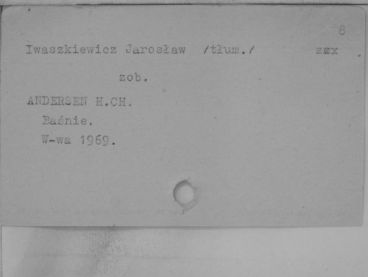 8
Iwaszkiewicz Jarosław /tłum./ zzx
zob.
ANDERSEN H.CH.
Baśnie.
W-wa 1969.